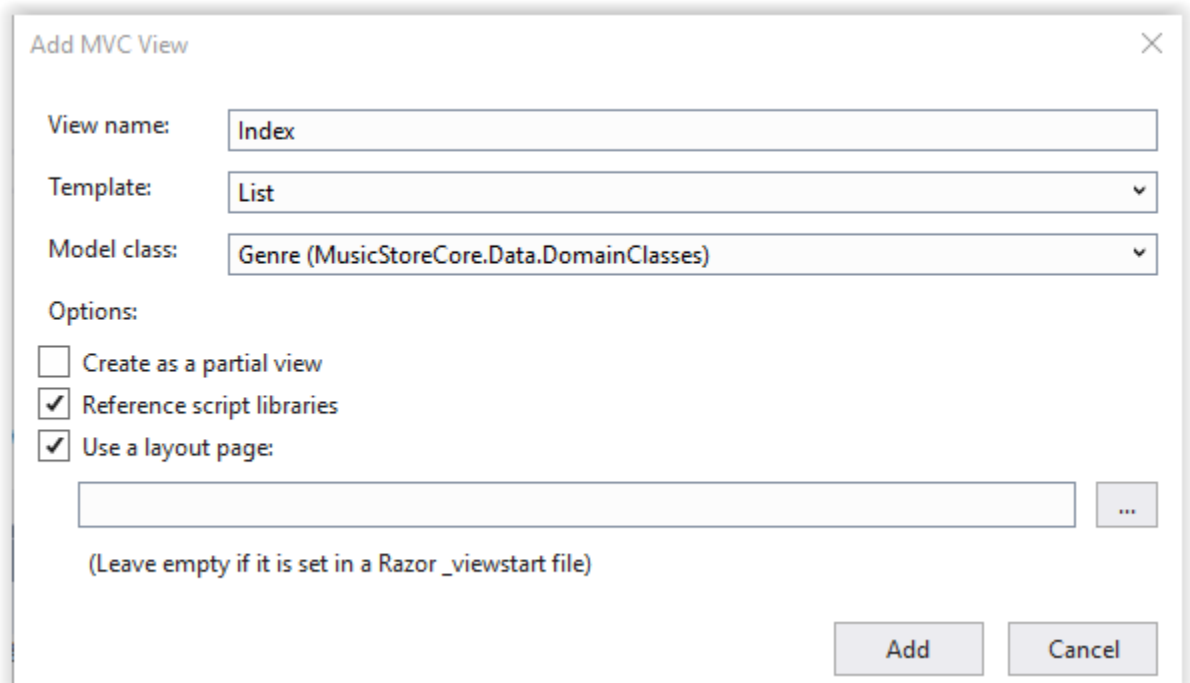 Add MVC View
View name:
Index
Template:
List
Model class:
Genre (MusicStoreCore.Data.DomainClasses)
Options:
Create as a partial view
Reference script libraries
Use a layout page:
...
(Leave empty if it is set in a Razor _viewstart file)
Add
Cancel